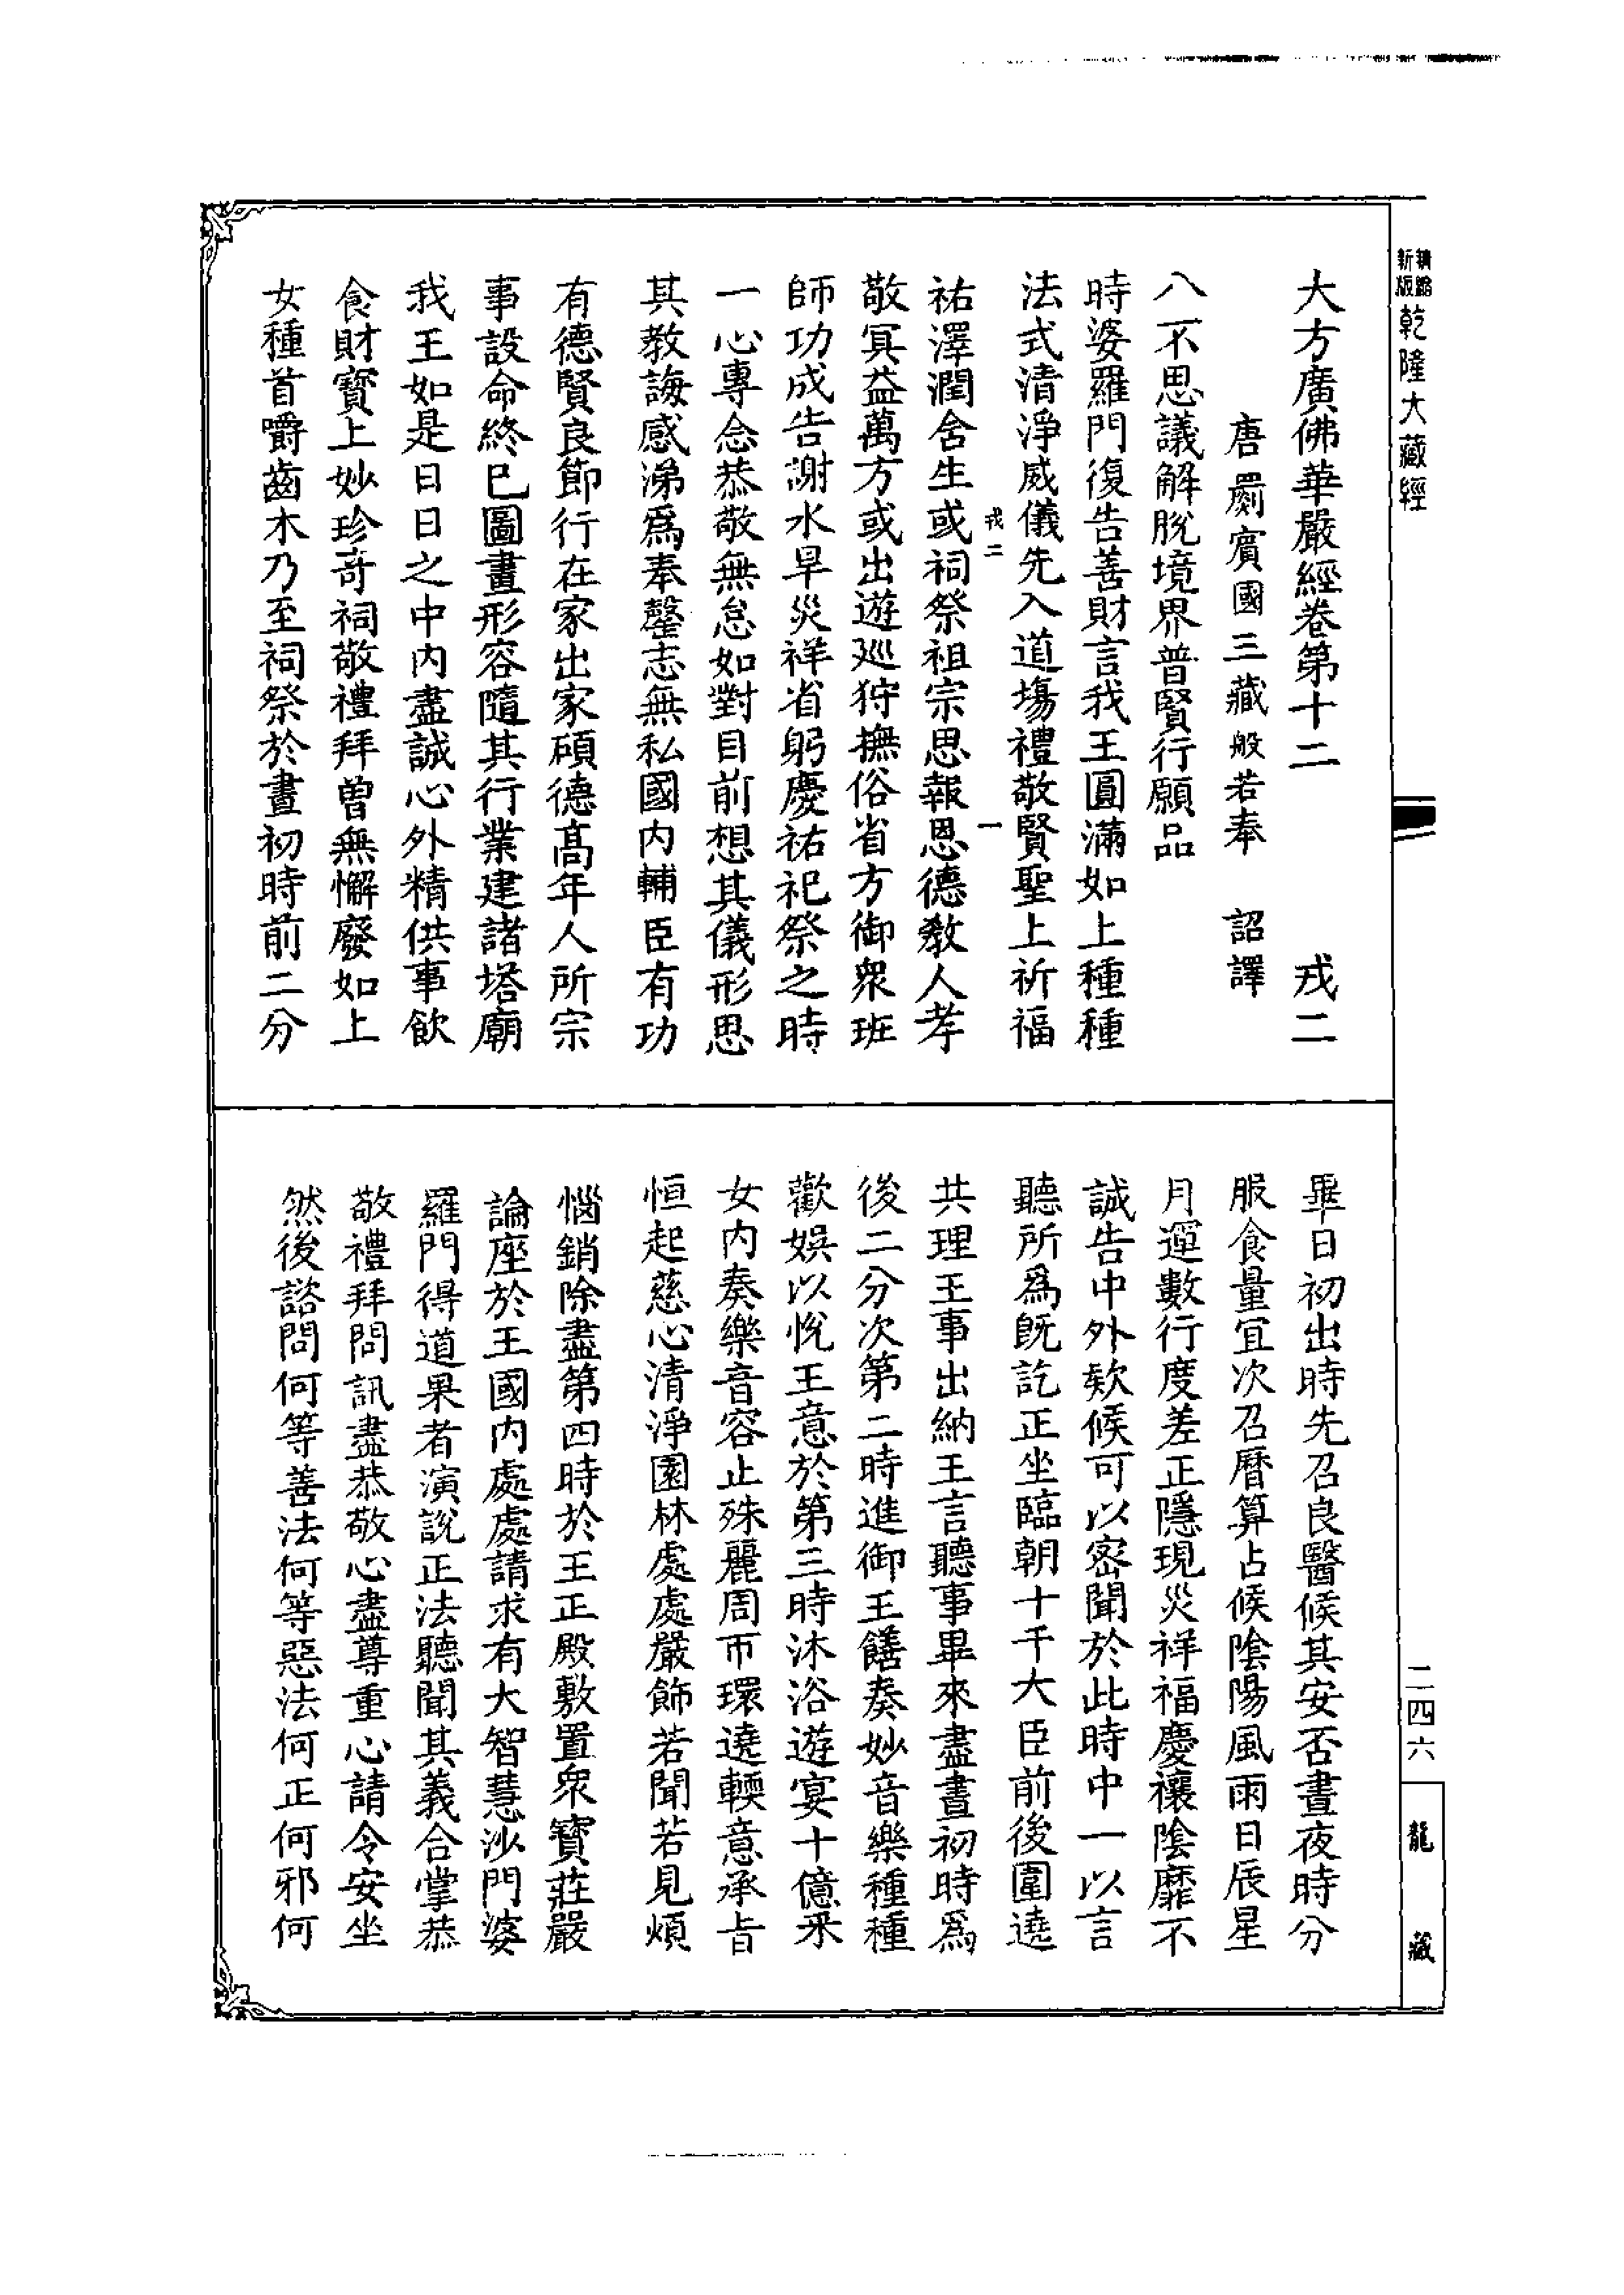 精縮新版乾隆大藏經
大方廣佛華嚴經卷第十二　戎二
唐罽賓國三藏般若奉　詔譯
入不思議解脫境界普賢行願品
時婆羅門復告善財言我王圓滿如上種種
法式清淨威儀先入道場禮敬賢聖上祈福
戎二　一
祐澤潤含生或祠祭祖宗思報恩德教人孝
敬冥益萬方或出遊巡狩撫俗省方御眾班
師功成告謝水旱災祥省躬慶祐祀祭之時
一心專念恭敬無怠如對目前想其儀形思
其教誨感涕為奉罄志無私國內輔臣有功
有德賢良節行在家出家碩德高年人所宗
事設命終已圖畫形容隨其行業建諸塔廟
我王如是日日之中內盡誠心外精供事飲
食財寶上妙珍奇祠敬禮拜曾無懈廢如上
女種首嚼齒木乃至祠祭於晝初時前二分
畢日初出時先召良醫候其安否晝夜時分
服食量宜次召曆算占候陰陽風雨日辰星
月運數行度差正隱現災祥福慶禳陰靡不
誠告中外欸候可以密聞於此時中一以言
聽所為既訖正坐臨朝十千大臣前後圍遶
共理王事出納王言聽事畢來盡晝初時為
後二分次第二時進御王饍奏妙音樂種種
歡娛以悅王意於第三時沐浴遊宴十億采
女內奏樂音容止殊麗周帀環遶輭意承旨
恒起慈心清淨園林處處嚴飾若聞若見煩
惱銷除盡第四時於王正殿敷置眾寶莊嚴
論座於王國內處處請求有大智慧沙門婆
羅門得道果者演說正法聽聞其義合掌恭
敬禮拜問訊盡恭敬心盡尊重心請令安坐
然後諮問何等善法何等惡法何正何邪何
二四六
龍藏